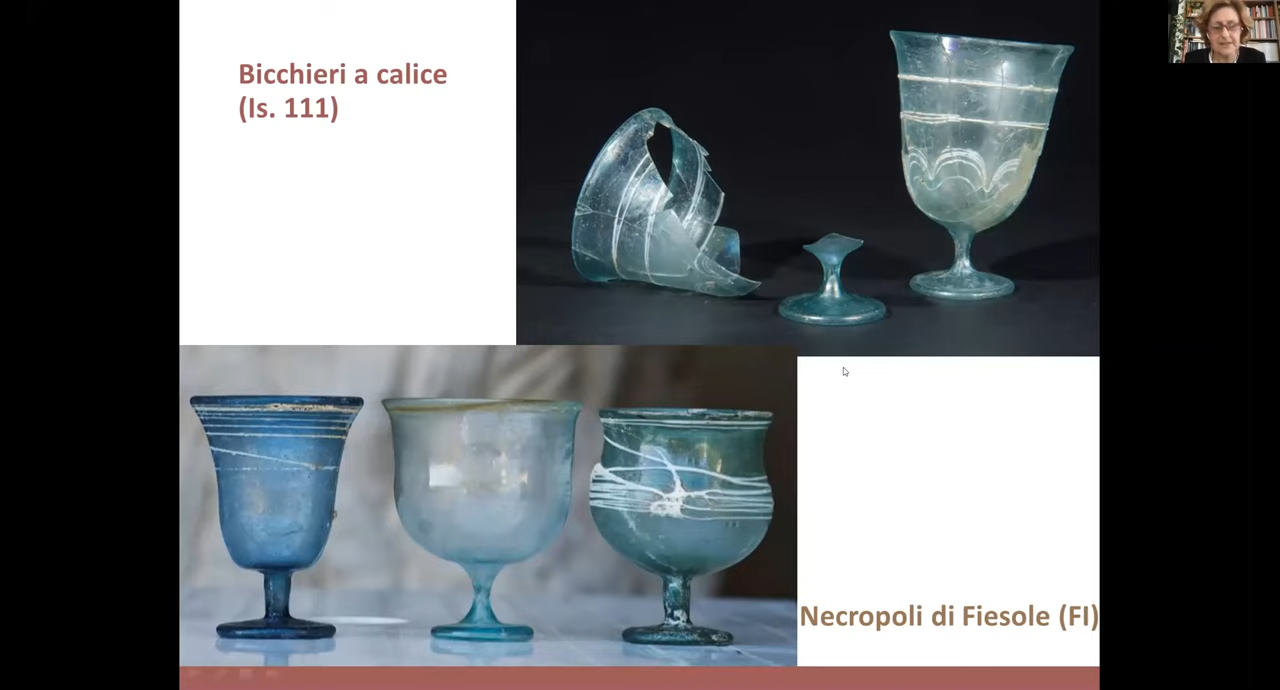 Bicchieri a calice
(Is. 111)
Necropoli di Fiesole (FI)